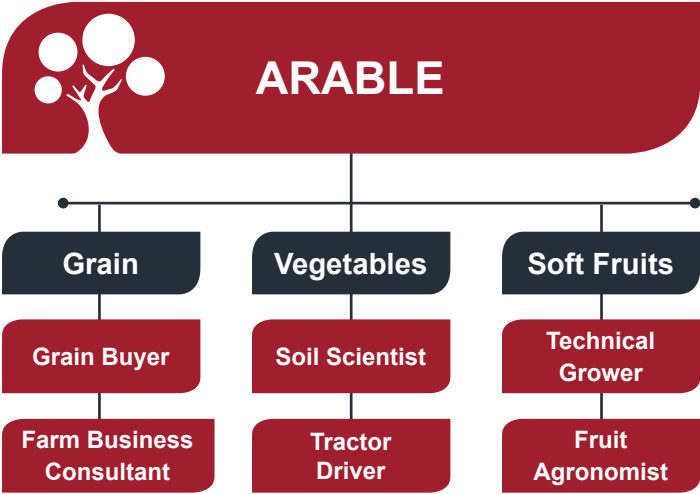 ARABLE
Grain
Vegetables
Soft Fruits
Grain Buyer
Soil Scientist
Technical
Grower
Farm Business
Consultant
Tractor
Driver
Fruit
Agronomist